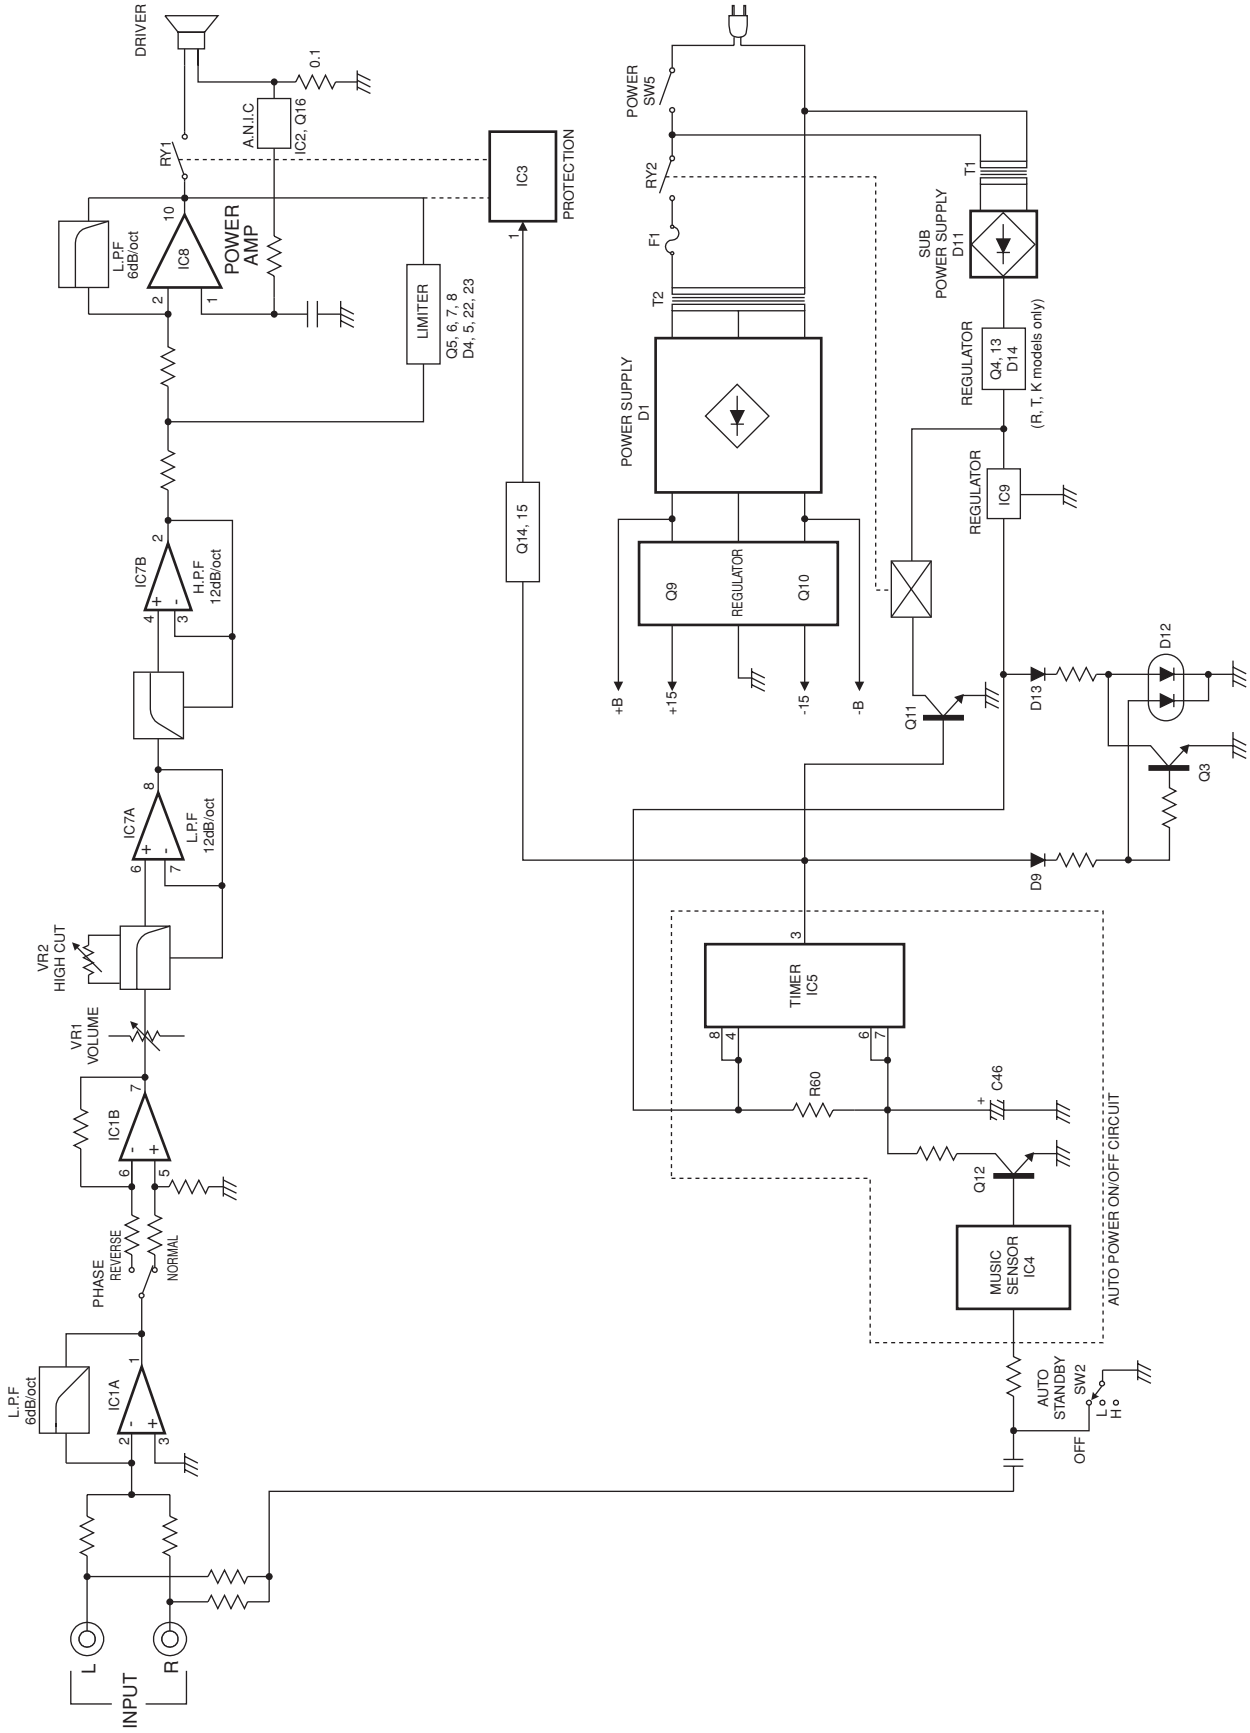 INPUT
L
R
L.P.F
6dB/oct
2
3
-
+
IC1A
1
PHASE
REVERSE
NORMAL
6
5
-
+
IC1B
7
VR1
VOLUME
VR2
HIGH CUT
6
7
+
-
IC7A
8
L.P.F
12dB/oct
4
3
+
-
IC7B
2
H.P.F
12dB/oct
L.P.F
6dB/oct
2
1
IC8
10
POWER
AMP
RY1
DRIVER
A.N.I.C
IC2, Q16
0.1
LIMITER
Q5, 6, 7, 8
D4, 5, 22, 23
1
IC3
PROTECTION
Q14, 15
POWER
SW5
RY2
F1
T2
POWER SUPPLY
D1
Q9
REGULATOR
Q10
+B
+15
-15
-B
T1
SUB
POWER SUPPLY
D11
REGULATOR
Q4, 13
D14
(R, T, K models only)
REGULATOR
IC9
Q11
D13
D12
Q3
D9
3
TIMER
IC5
8
4
6
7
R60
+
C46
Q12
MUSIC
SENSOR
IC4
AUTO POWER ON/OFF CIRCUIT
AUTO
STANDBY
SW2
OFF
L
H